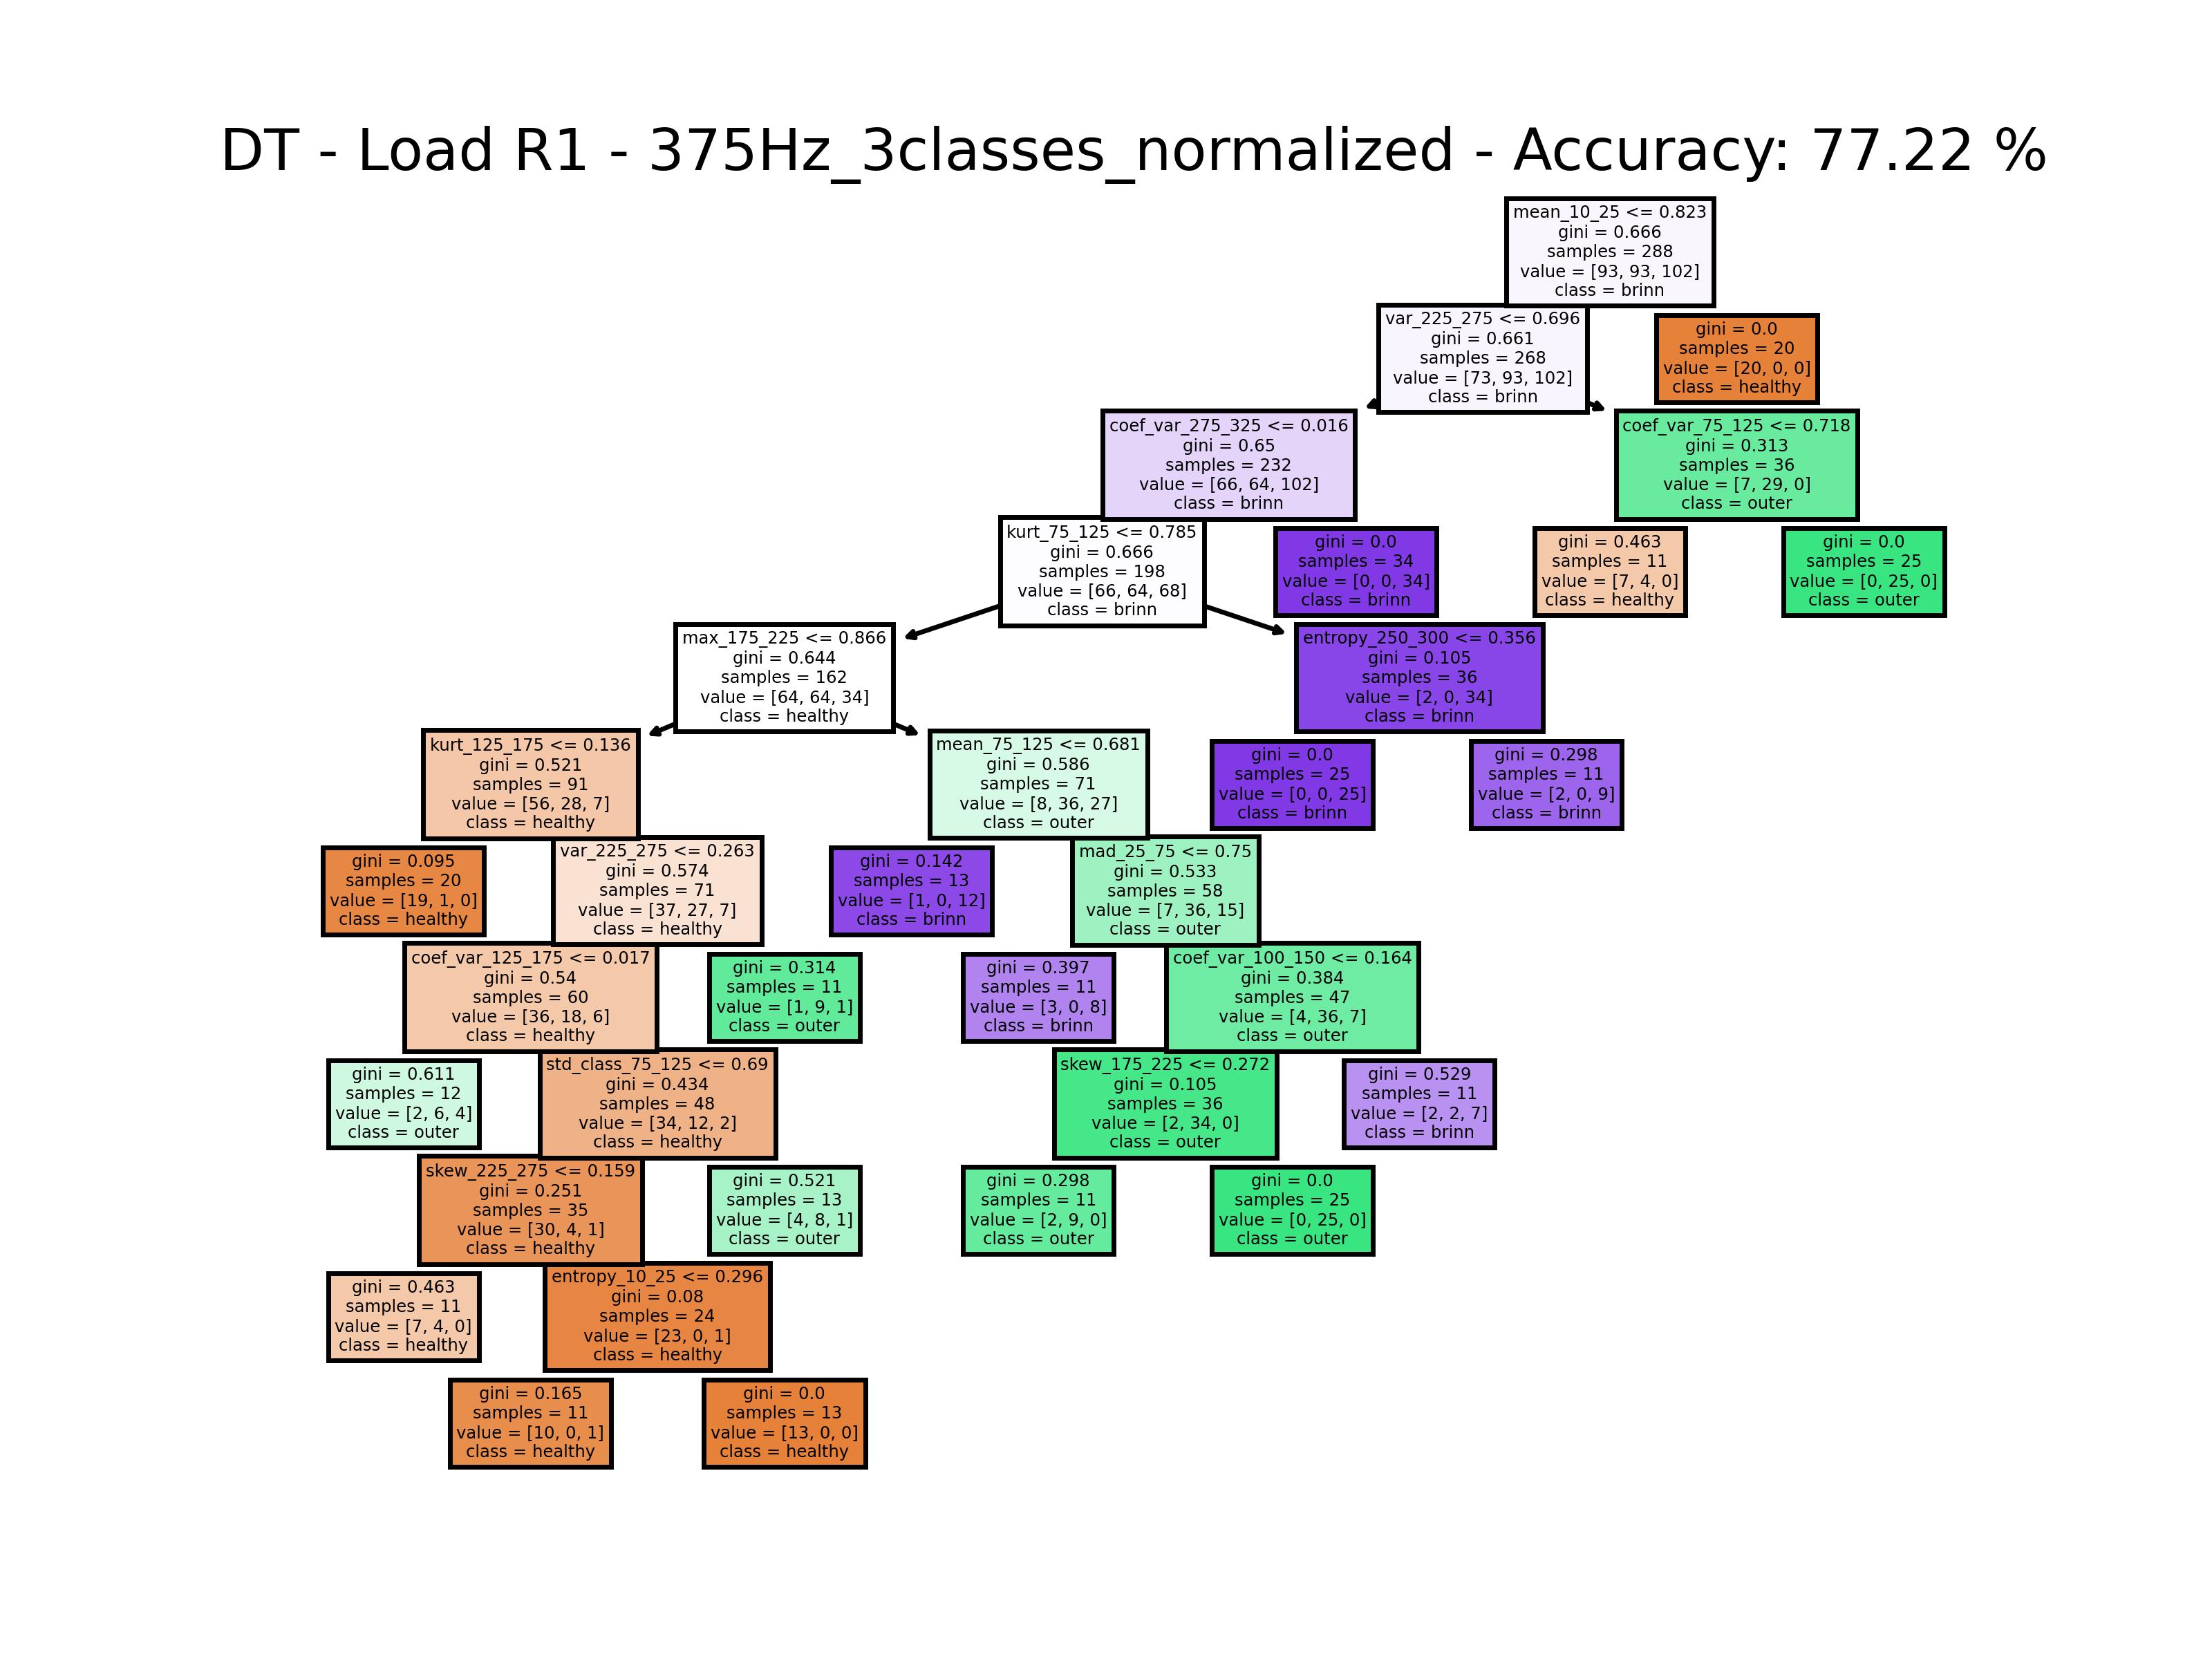 DT - Load R1 - 375Hz_3classes_normalized - Accuracy: 77.22 %
mean_10_25 <= 0.823
gini = 0.666
samples = 288
value = [93, 93, 102]
class = brinn
var_225_275 <= 0.696
gini = 0.661
samples = 268
value = [73, 93, 102]
class = brinn
gini = 0.0
samples = 20
value = [20, 0, 0]
class = healthy
coef_var_275_325 <= 0.016
gini = 0.65
samples = 232
value = [66, 64, 102]
class = brinn
coef_var_75_125 <= 0.718
gini = 0.313
samples = 36
value = [7, 29, 0]
class = outer
kurt_75_125 <= 0.785
gini = 0.666
samples = 198
value = [66, 64, 68]
class = brinn
gini = 0.0
samples = 34
value = [0, 0, 34]
class = brinn
gini = 0.463
samples = 11
value = [7, 4, 0]
class = healthy
gini = 0.0
samples = 25
value = [0, 25, 0]
class = outer
max_175_225 <= 0.866
gini = 0.644
samples = 162
value = [64, 64, 34]
class = healthy
entropy_250_300 <= 0.356
gini = 0.105
samples = 36
value = [2, 0, 34]
class = brinn
kurt_125_175 <= 0.136
gini = 0.521
samples = 91
value = [56, 28, 7]
class = healthy
mean_75_125 <= 0.681
gini = 0.586
samples = 71
value = [8, 36, 27]
class = outer
gini = 0.0
samples = 25
value = [0, 0, 25]
class = brinn
gini = 0.298
samples = 11
value = [2, 0, 9]
class = brinn
gini = 0.095
samples = 20
value = [19, 1, 0]
class = healthy
var_225_275 <= 0.263
gini = 0.574
samples = 71
value = [37, 27, 7]
class = healthy
gini = 0.142
samples = 13
value = [1, 0, 12]
class = brinn
mad_25_75 <= 0.75
gini = 0.533
samples = 58
value = [7, 36, 15]
class = outer
coef_var_125_175 <= 0.017
gini = 0.54
samples = 60
value = [36, 18, 6]
class = healthy
gini = 0.314
samples = 11
value = [1, 9, 1]
class = outer
gini = 0.397
samples = 11
value = [3, 0, 8]
class = brinn
coef_var_100_150 <= 0.164
gini = 0.384
samples = 47
value = [4, 36, 7]
class = outer
gini = 0.611
samples = 12
value = [2, 6, 4]
class = outer
std_class_75_125 <= 0.69
gini = 0.434
samples = 48
value = [34, 12, 2]
class = healthy
skew_175_225 <= 0.272
gini = 0.105
samples = 36
value = [2, 34, 0]
class = outer
gini = 0.529
samples = 11
value = [2, 2, 7]
class = brinn
skew_225_275 <= 0.159
gini = 0.251
samples = 35
value = [30, 4, 1]
class = healthy
gini = 0.521
samples = 13
value = [4, 8, 1]
class = outer
gini = 0.298
samples = 11
value = [2, 9, 0]
class = outer
gini = 0.0
samples = 25
value = [0, 25, 0]
class = outer
gini = 0.463
samples = 11
value = [7, 4, 0]
class = healthy
entropy_10_25 <= 0.296
gini = 0.08
samples = 24
value = [23, 0, 1]
class = healthy
gini = 0.165
samples = 11
value = [10, 0, 1]
class = healthy
gini = 0.0
samples = 13
value = [13, 0, 0]
class = healthy